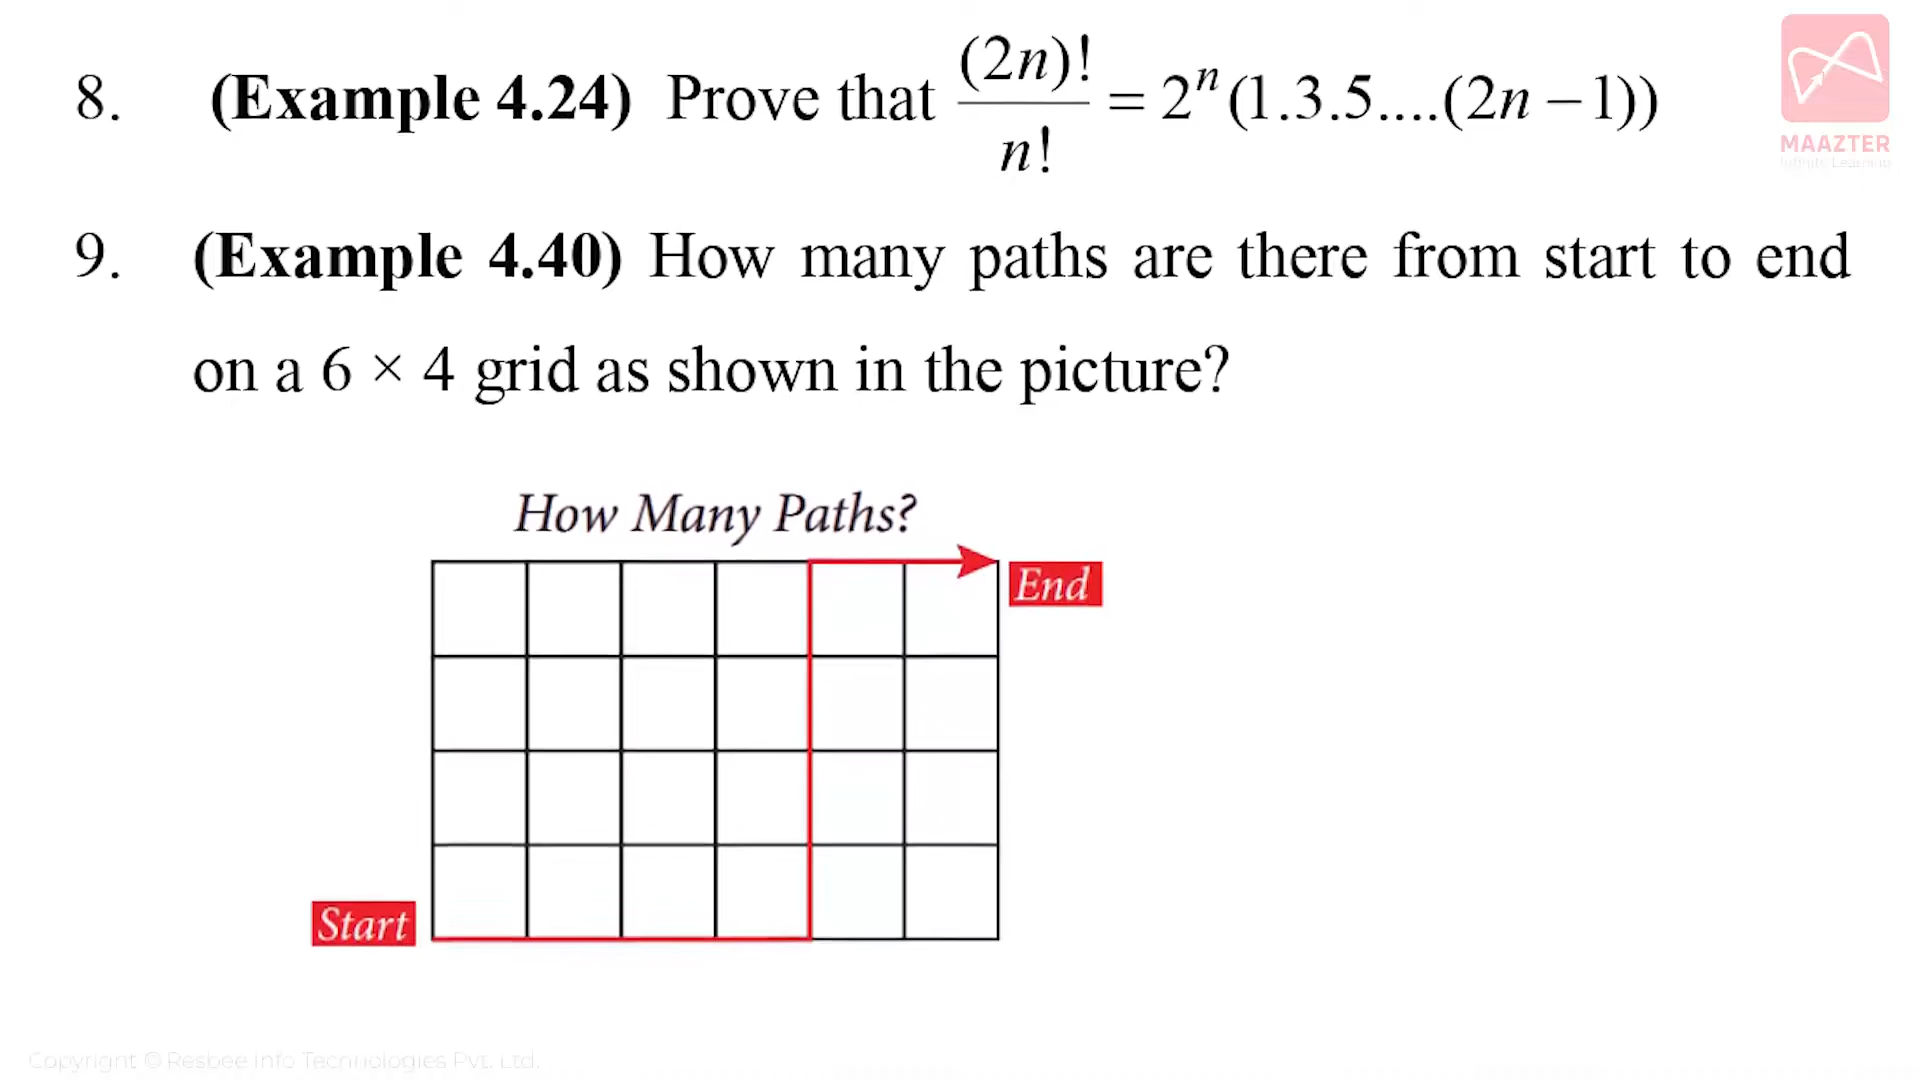 8. (Example 4.24) Prove that (2n)!/n! = 2ⁿ(1.3.5....(2n – 1))
MAAZTER
Infinite Learning
9. (Example 4.40) How many paths are there from start to end
on a 6 × 4 grid as shown in the picture?
How Many Paths?
End
Start
Copyright © Resbee Info Technologies Pvt. Ltd.